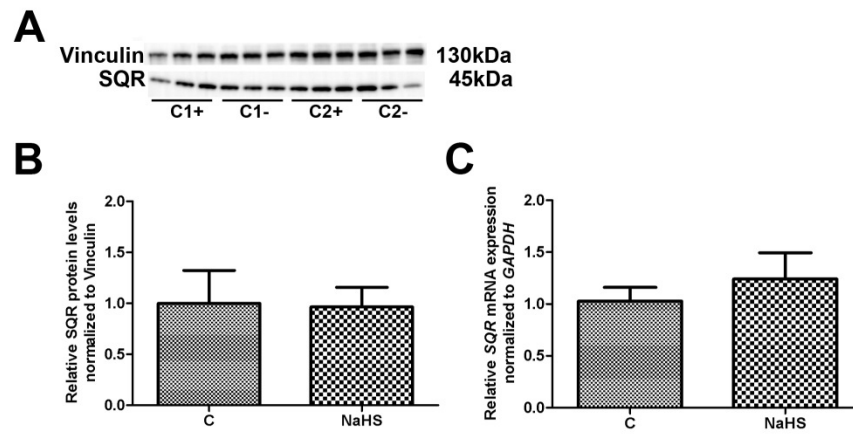 A
Vinculin 130kDa
SQR 45kDa
C1+ C1- C2+ C2-
B
Relative SQR protein levels
normalized to Vinculin
2.0
1.5
1.0
0.5
0.0
C NaHS
C
Relative SQR mRNA expression
normalized to GAPDH
2.0
1.5
1.0
0.5
0.0
C NaHS